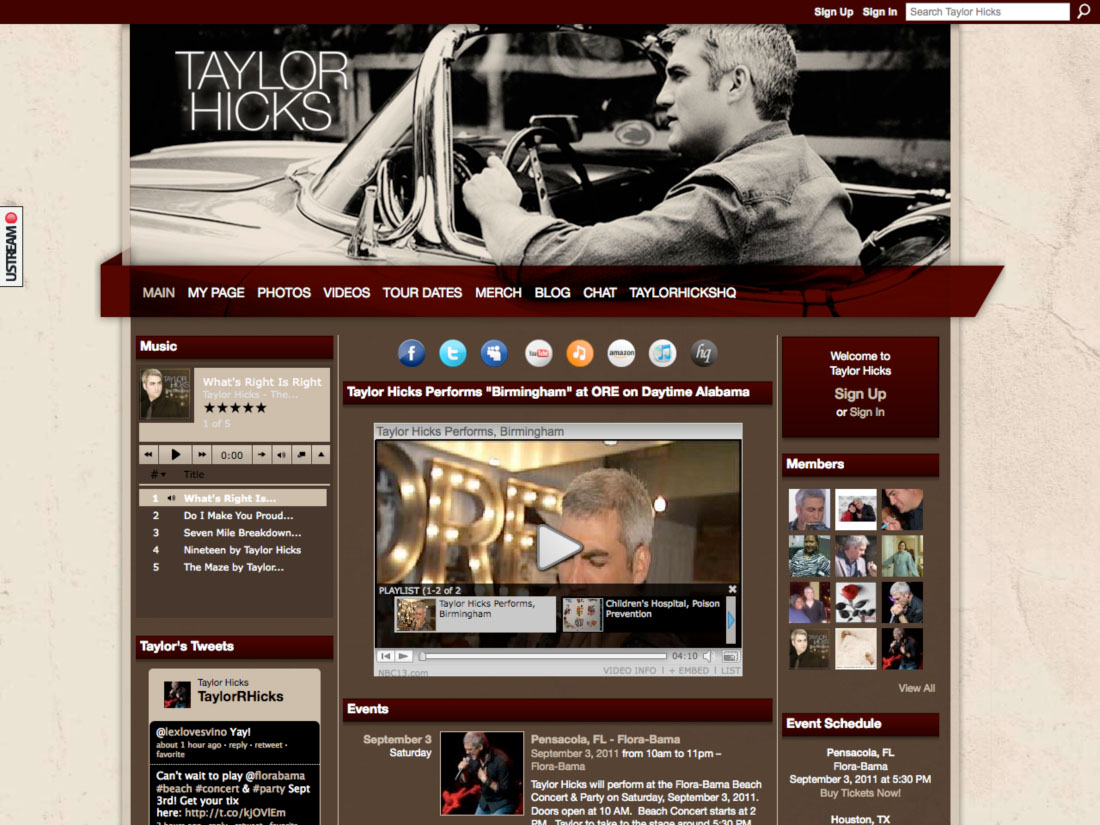 Sign Up Sign In Search Taylor Hicks
TAYLOR
HICKS
USTREAM
MAIN MY PAGE PHOTOS VIDEOS TOUR DATES MERCH BLOG CHAT TAYLORHICKSHQ
Music
What's Right Is Right
Taylor Hicks - The...
★★★★★
1 of 5
0:00
# Title
1 What's Right Is...
2 Do I Make You Proud...
3 Seven Mile Breakdown...
4 Nineteen by Taylor Hicks
5 The Maze by Taylor...
Taylor's Tweets
Taylor Hicks
TaylorRHicks
@lexlovesvino Yay!
about 1 hour ago · reply · retweet ·
favorite
Can't wait to play @florabama
#beach #concert & #party Sept
3rd! Get your tix
here: http://t.co/kjOVlEm
2 hours ago · reply · retweet · favorite
f t You Tube amazon hq
Taylor Hicks Performs "Birmingham" at ORE on Daytime Alabama
Taylor Hicks Performs, Birmingham
ORE
PLAYLIST (1-2 of 2
Taylor Hicks Performs,
Birmingham
Children's Hospital, Poison
Prevention
04:10
NBC13.com VIDEO INFO | + EMBED | LIST
Events
September 3
Saturday
Pensacola, FL - Flora-Bama
September 3, 2011 from 10am to 11pm –
Flora-Bama
Taylor Hicks will perform at the Flora-Bama Beach
Concert & Party on Saturday, September 3, 2011.
Doors open at 10 AM. Beach Concert starts at 2
PM. Taylor to take to the stage around 5:30 PM
Welcome to
Taylor Hicks
Sign Up
or Sign In
Members
View All
Event Schedule
Pensacola, FL
Flora-Bama
September 3, 2011 at 5:30 PM
Buy Tickets Now!
Houston, TX